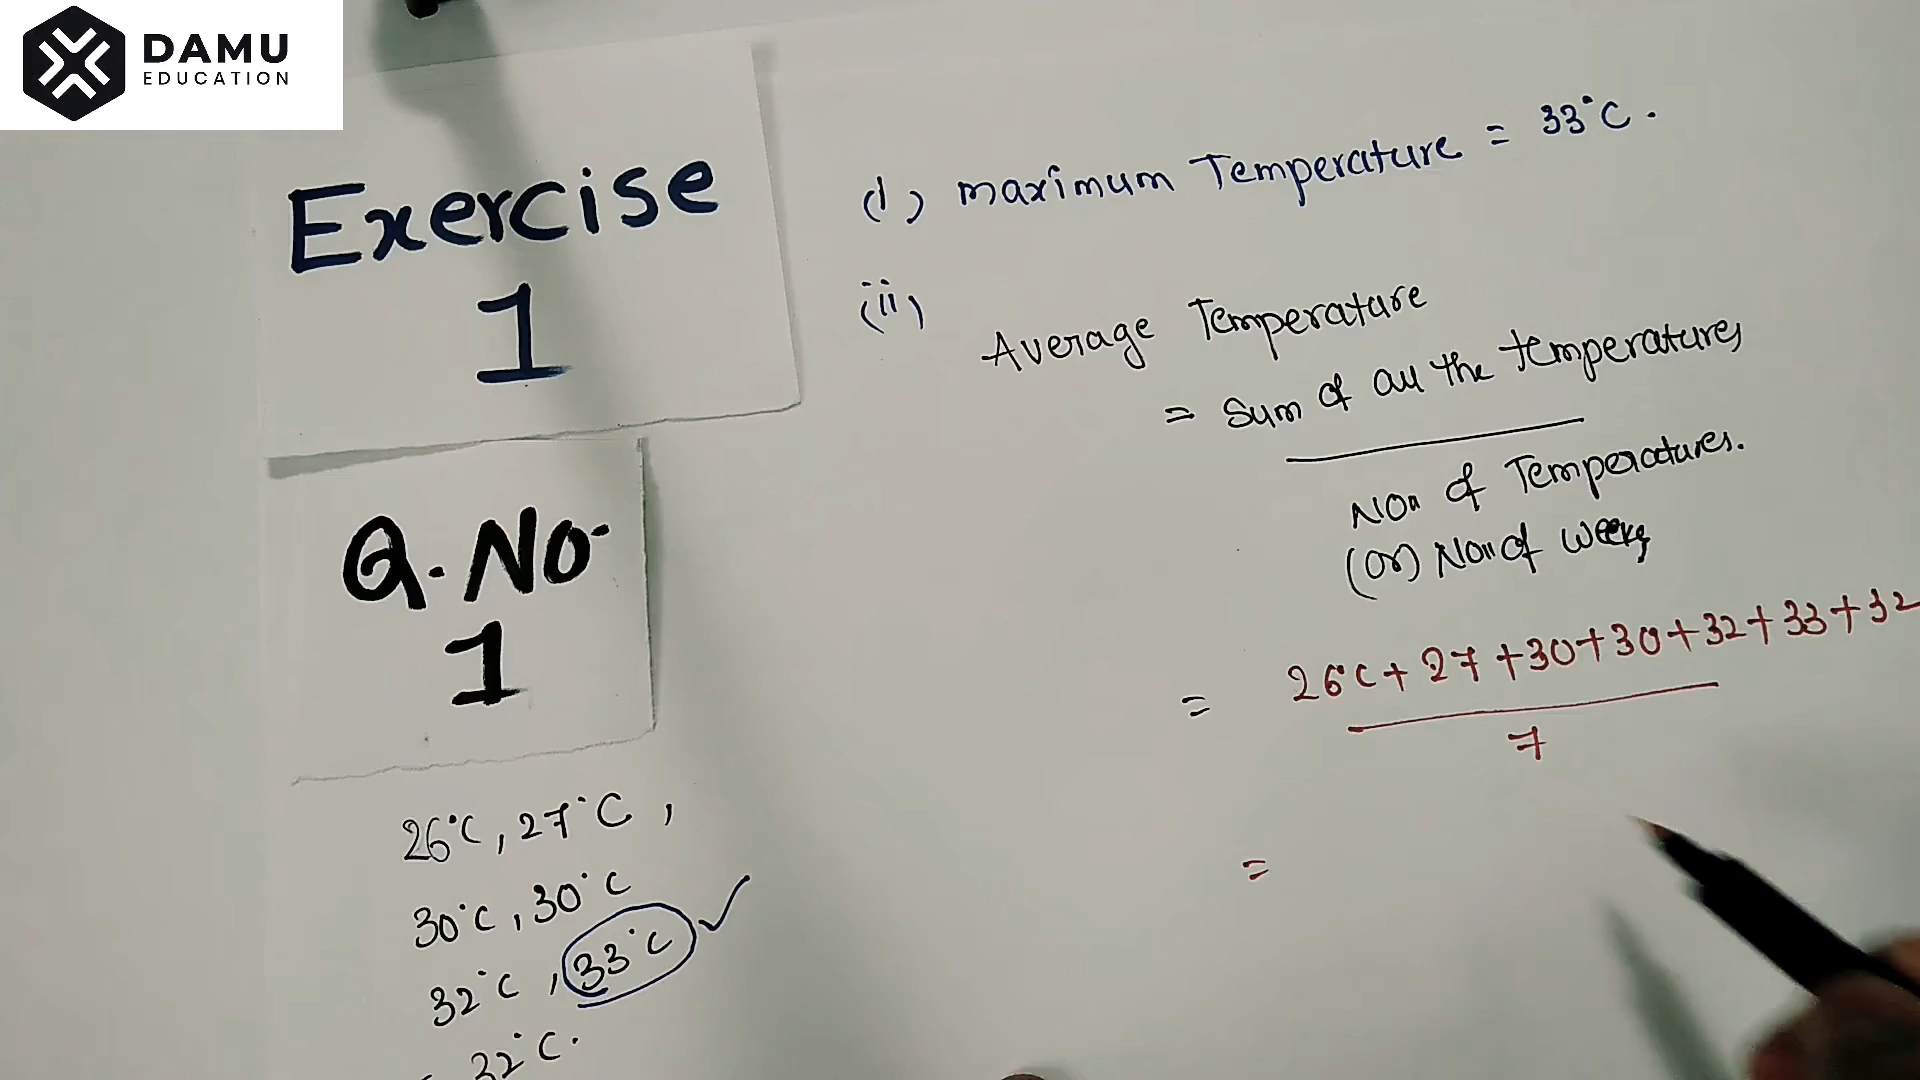 DAMU
EDUCATION
Exercise
1
Q.No.
1
26°C, 27°C,
30°C, 30°C
32°C, 33°C
32°C.
(i) Maximum Temperature = 33°C.
(ii)
Average Temperature
= Sum of all the temperatures
No" of Temperatures.
(or) No" of weeks
= 26°C + 27 + 30 + 30 + 32 + 33 + 32
7
=